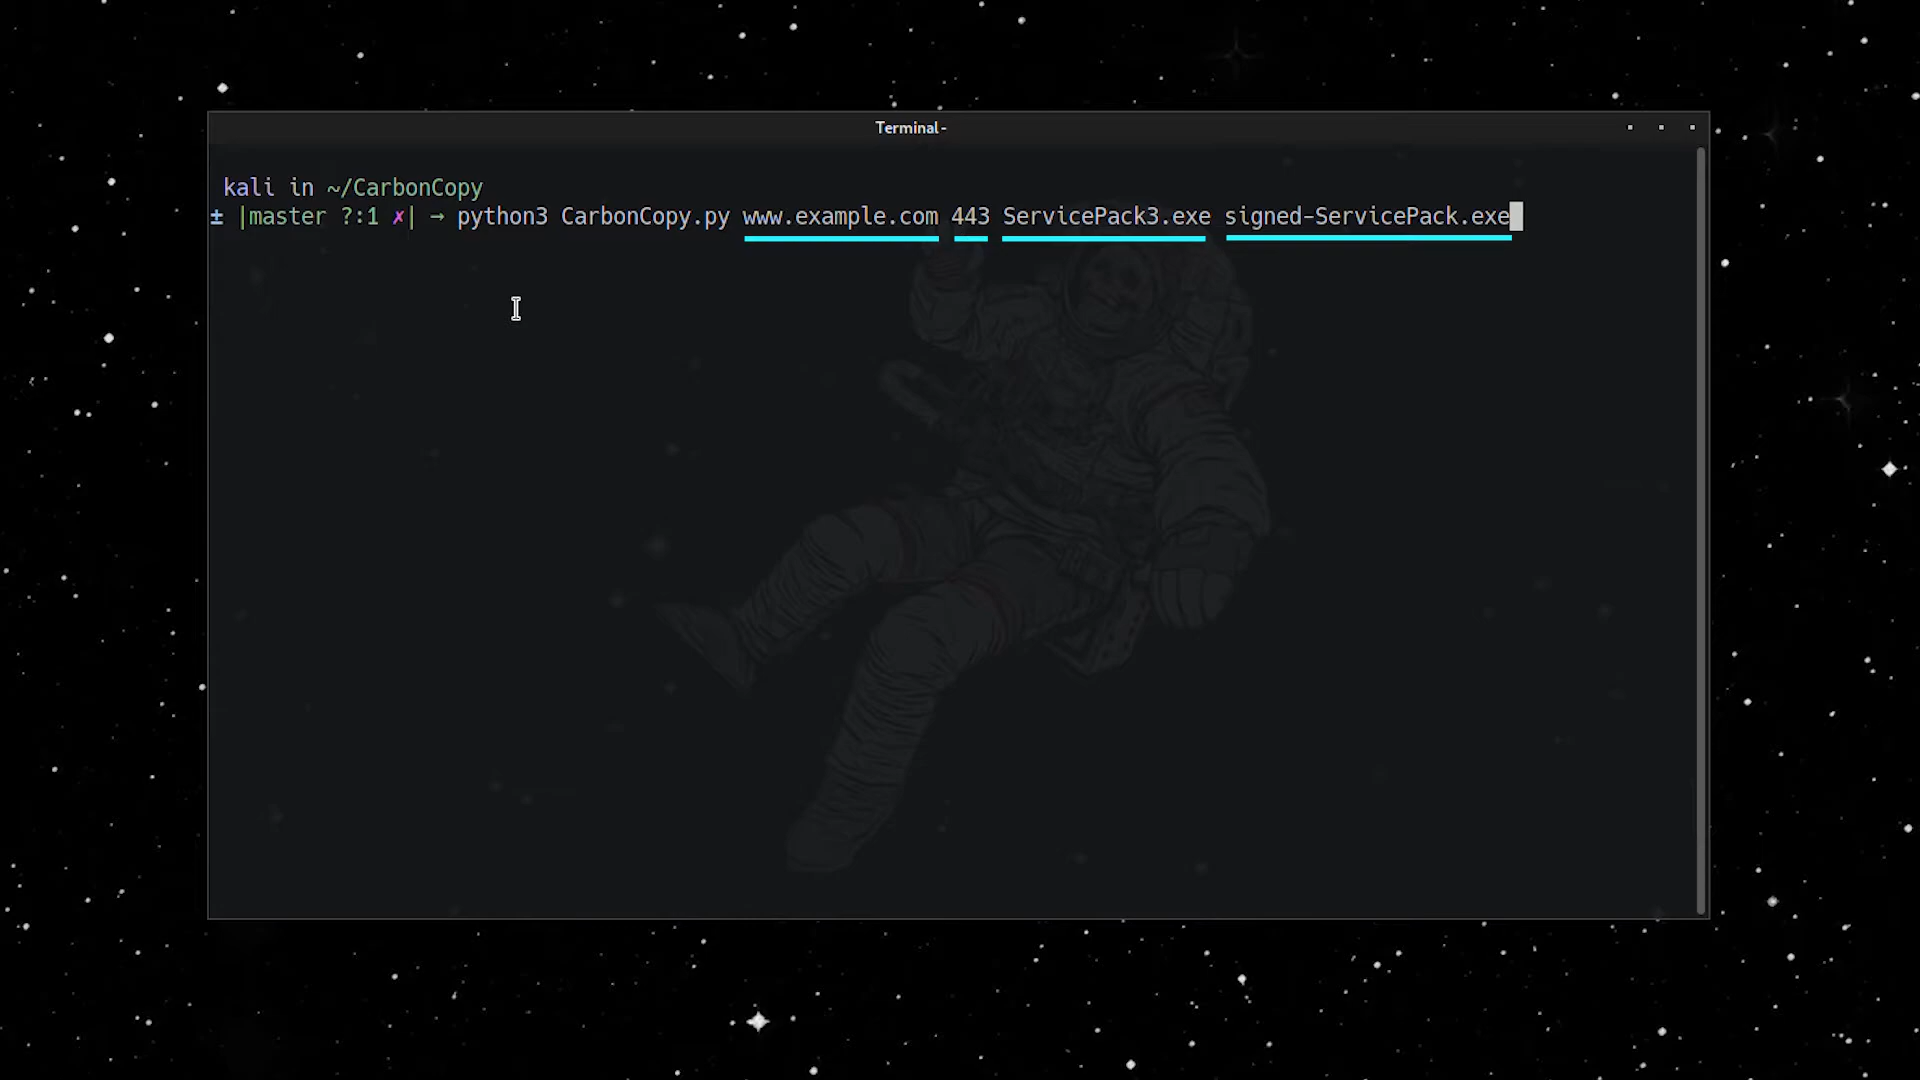 Terminal-
kali in ~/CarbonCopy
± |master ?:1 ✗| → python3 CarbonCopy.py www.example.com 443 ServicePack3.exe signed-ServicePack.exe